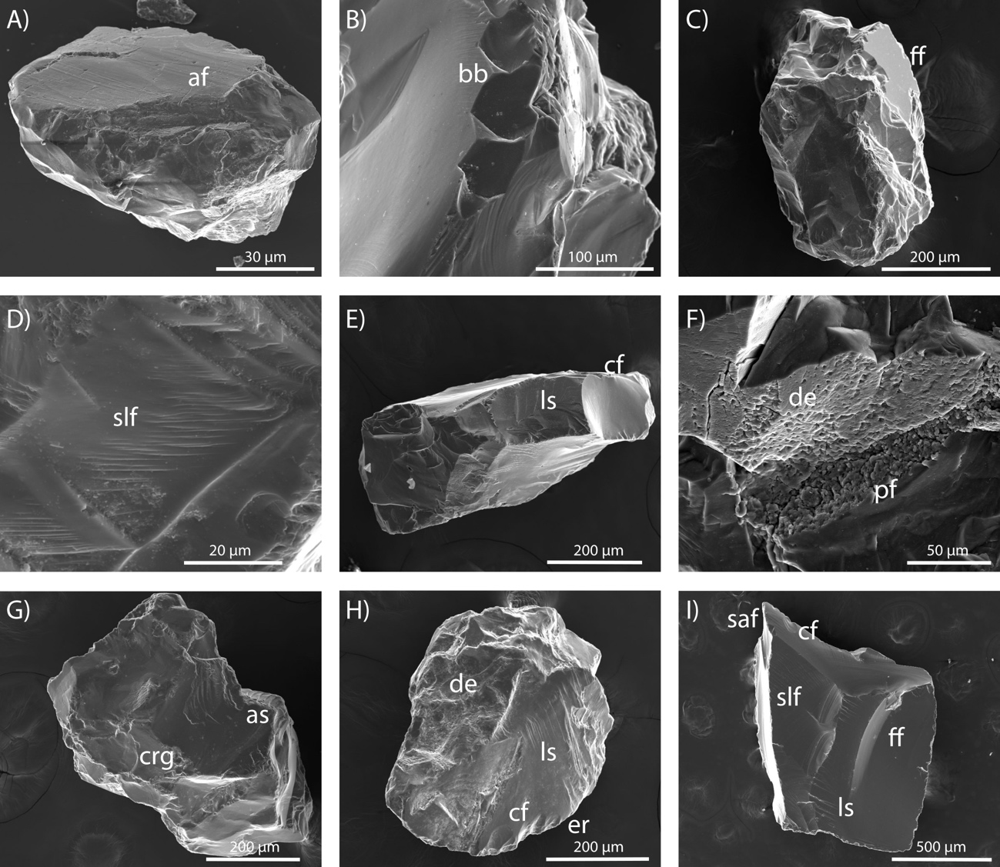 A)
af
30 µm
B)
bb
100 µm
C)
ff
200 µm
D)
slf
20 µm
E)
cf
ls
200 µm
F)
de
pf
50 µm
G)
as
crg
200 µm
H)
de
ls
cf
er
200 µm
I)
saf
cf
slf
ff
ls
500 µm